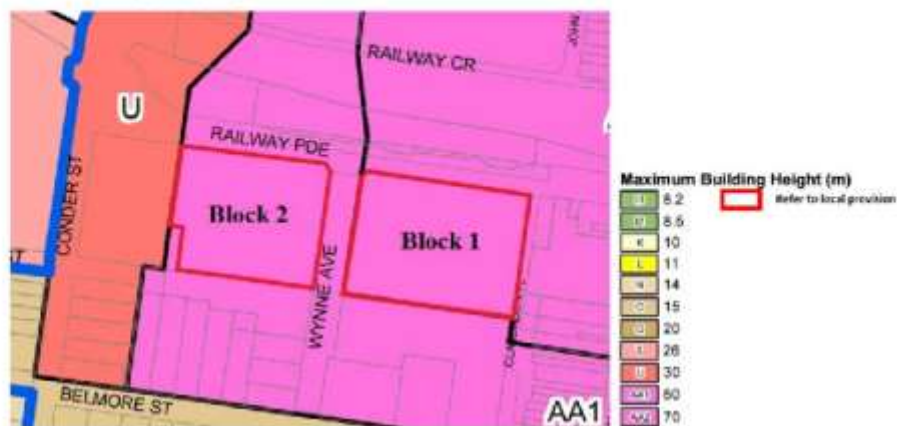 RAILWAY CR
U
RAILWAY PDE
CONDER ST
Block 2
Block 1
WYNNE AVE
BELMORE ST
AA1
Maximum Building Height (m)
8.2
Refer to local provision
8.5
K 10
L 11
N 14
O 15
20
26
U 30
AA1 60
70